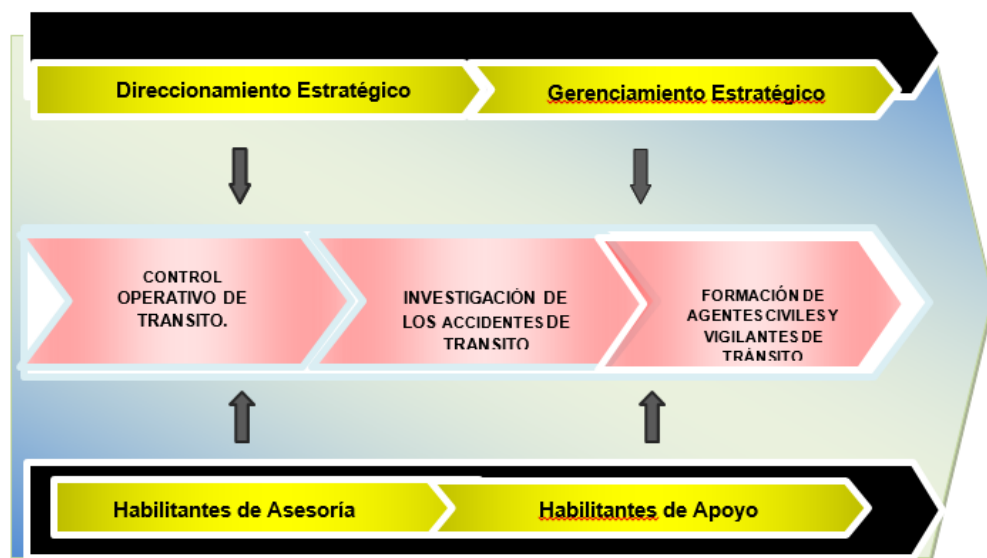 Direccionamiento Estratégico
Gerenciamiento Estratégico
CONTROL
OPERATIVO DE
TRANSITO.
INVESTIGACIÓN DE
LOS ACCIDENTES DE
TRANSITO
FORMACIÓN DE
AGENTES CIVILES Y
VIGILANTES DE
TRÁNSITO
Habilitantes de Asesoría
Habilitantes de Apoyo